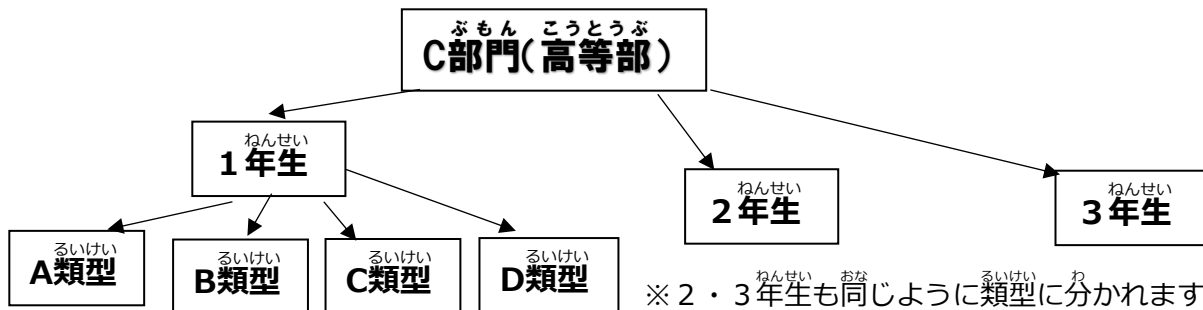 ぶもん こうとうぶ
C部門(高等部)
ねんせい
1年生
ねんせい
2年生
ねんせい
3年生
るいけい
A類型
るいけい
B類型
るいけい
C類型
るいけい
D類型
ねんせい おな るいけい わ
※2・3年生も同じように類型に分かれます